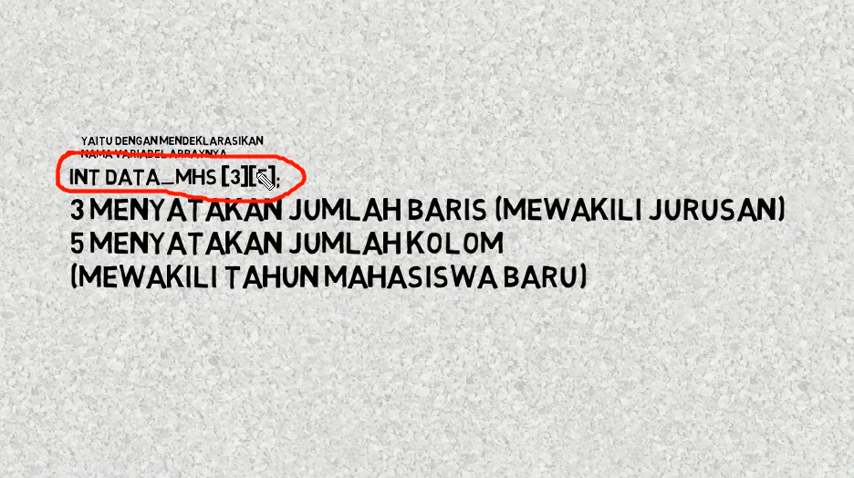 YAITU DENGAN MENDEKLARASIKAN
NAMA VARIABEL ARRAYNYA
INT DATA_MHS [3][5];
3 MENYATAKAN JUMLAH BARIS (MEWAKILI JURUSAN)
5 MENYATAKAN JUMLAH KOLOM
(MEWAKILI TAHUN MAHASISWA BARU)